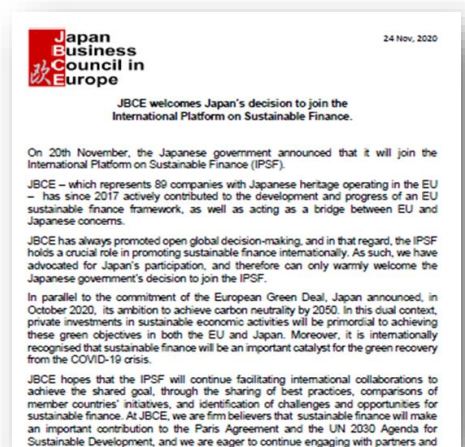 Japan
Business
Council in
欧 Europe
24 Nov, 2020
JBCE welcomes Japan's decision to join the
International Platform on Sustainable Finance.
On 20th November, the Japanese government announced that it will join the
International Platform on Sustainable Finance (IPSF).
JBCE – which represents 89 companies with Japanese heritage operating in the EU
– has since 2017 actively contributed to the development and progress of an EU
sustainable finance framework, as well as acting as a bridge between EU and
Japanese concerns.
JBCE has always promoted open global decision-making, and in that regard, the IPSF
holds a crucial role in promoting sustainable finance internationally. As such, we have
advocated for Japan's participation, and therefore can only warmly welcome the
Japanese government's decision to join the IPSF.
In parallel to the commitment of the European Green Deal, Japan announced, in
October 2020, its ambition to achieve carbon neutrality by 2050. In this dual context,
private investments in sustainable economic activities will be primordial to achieving
these green objectives in both the EU and Japan. Moreover, it is internationally
recognised that sustainable finance will be an important catalyst for the green recovery
from the COVID-19 crisis.
JBCE hopes that the IPSF will continue facilitating international collaborations to
achieve the shared goal, through the sharing of best practices, comparisons of
member countries' initiatives, and identification of challenges and opportunities for
sustainable finance. At JBCE, we are firm believers that sustainable finance will make
an important contribution to the Paris Agreement and the UN 2030 Agenda for
Sustainable Development, and we are eager to continue engaging with partners and